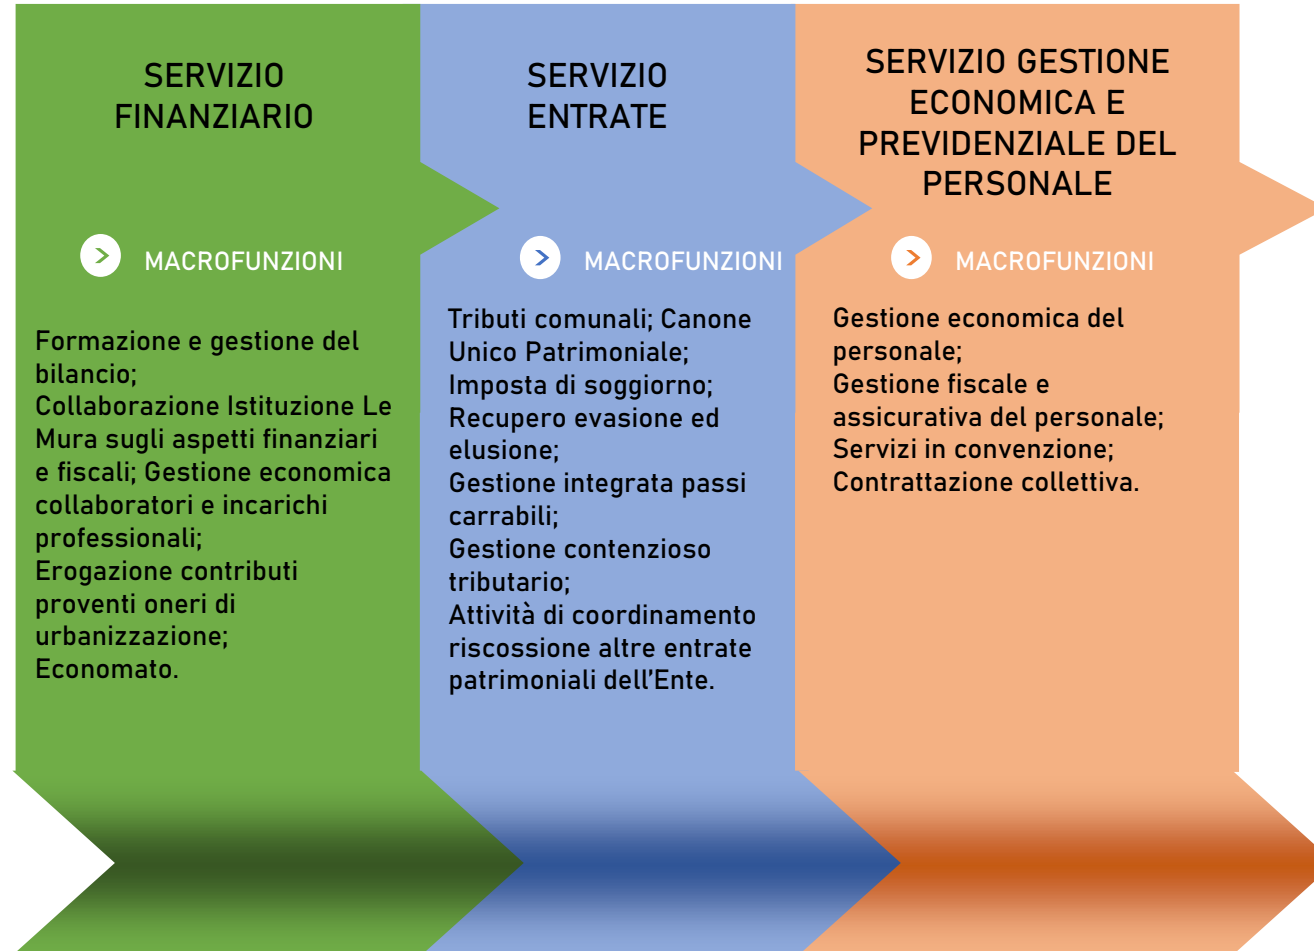 SERVIZIO
FINANZIARIO
MACROFUNZIONI
Formazione e gestione del
bilancio;
Collaborazione Istituzione Le
Mura sugli aspetti finanziari
e fiscali; Gestione economica
collaboratori e incarichi
professionali;
Erogazione contributi
proventi oneri di
urbanizzazione;
Economato.
SERVIZIO
ENTRATE
MACROFUNZIONI
Tributi comunali; Canone
Unico Patrimoniale;
Imposta di soggiorno;
Recupero evasione ed
elusione;
Gestione integrata passi
carrabili;
Gestione contenzioso
tributario;
Attività di coordinamento
riscossione altre entrate
patrimoniali dell’Ente.
SERVIZIO GESTIONE
ECONOMICA E
PREVIDENZIALE DEL
PERSONALE
MACROFUNZIONI
Gestione economica del
personale;
Gestione fiscale e
assicurativa del personale;
Servizi in convenzione;
Contrattazione collettiva.